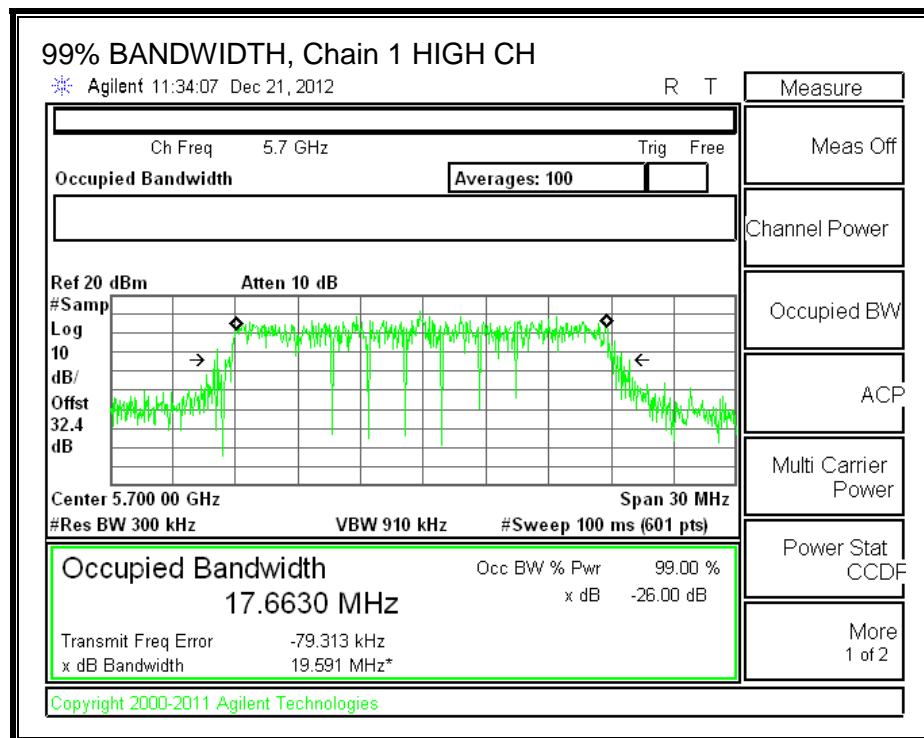 99% BANDWIDTH, Chain 1 HIGH CH
Agilent 11:34:07 Dec 21, 2012 R T
Ch Freq 5.7 GHz Trig Free
Occupied Bandwidth Averages: 100
Ref 20 dBm Atten 10 dB
#Samp
Log
10
dB/
Offst
32.4
dB
Center 5.700 00 GHz Span 30 MHz
#Res BW 300 kHz VBW 910 kHz #Sweep 100 ms (601 pts)
Occupied Bandwidth Occ BW % Pwr 99.00 %
17.6630 MHz x dB -26.00 dB
Transmit Freq Error -79.313 kHz
x dB Bandwidth 19.591 MHz*
Copyright 2000-2011 Agilent Technologies
Measure
Meas Off
Channel Power
Occupied BW
ACP
Multi Carrier
Power
Power Stat
CCDF
More
1 of 2